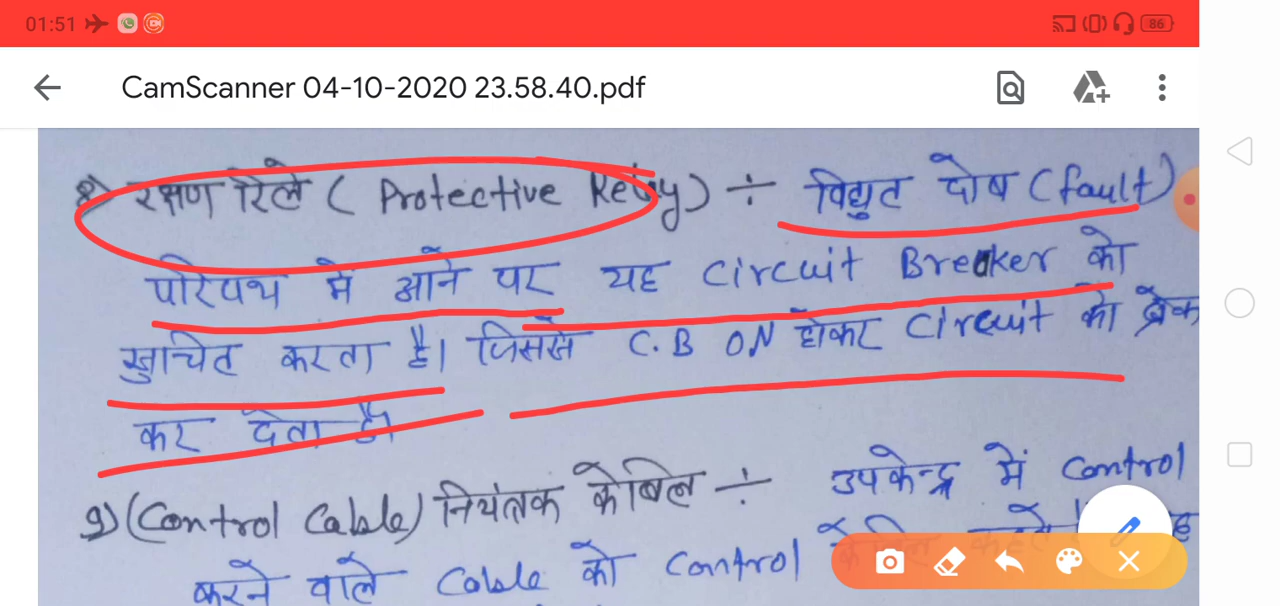 01:51
86
CamScanner 04-10-2020 23.58.40.pdf
8) रक्षण रिले ( Protective Relay) ÷ विद्युत दोष (fault)
परिपथ में आने पर यह Circuit Breaker को
सुचित करता है। जिससे C.B ON होकर Circuit को ब्रेक
कर देता है।
9) (Control Cable) नियंत्रक केबिल ÷ उपकेन्द्र में Control
करने वाले Cable को Control